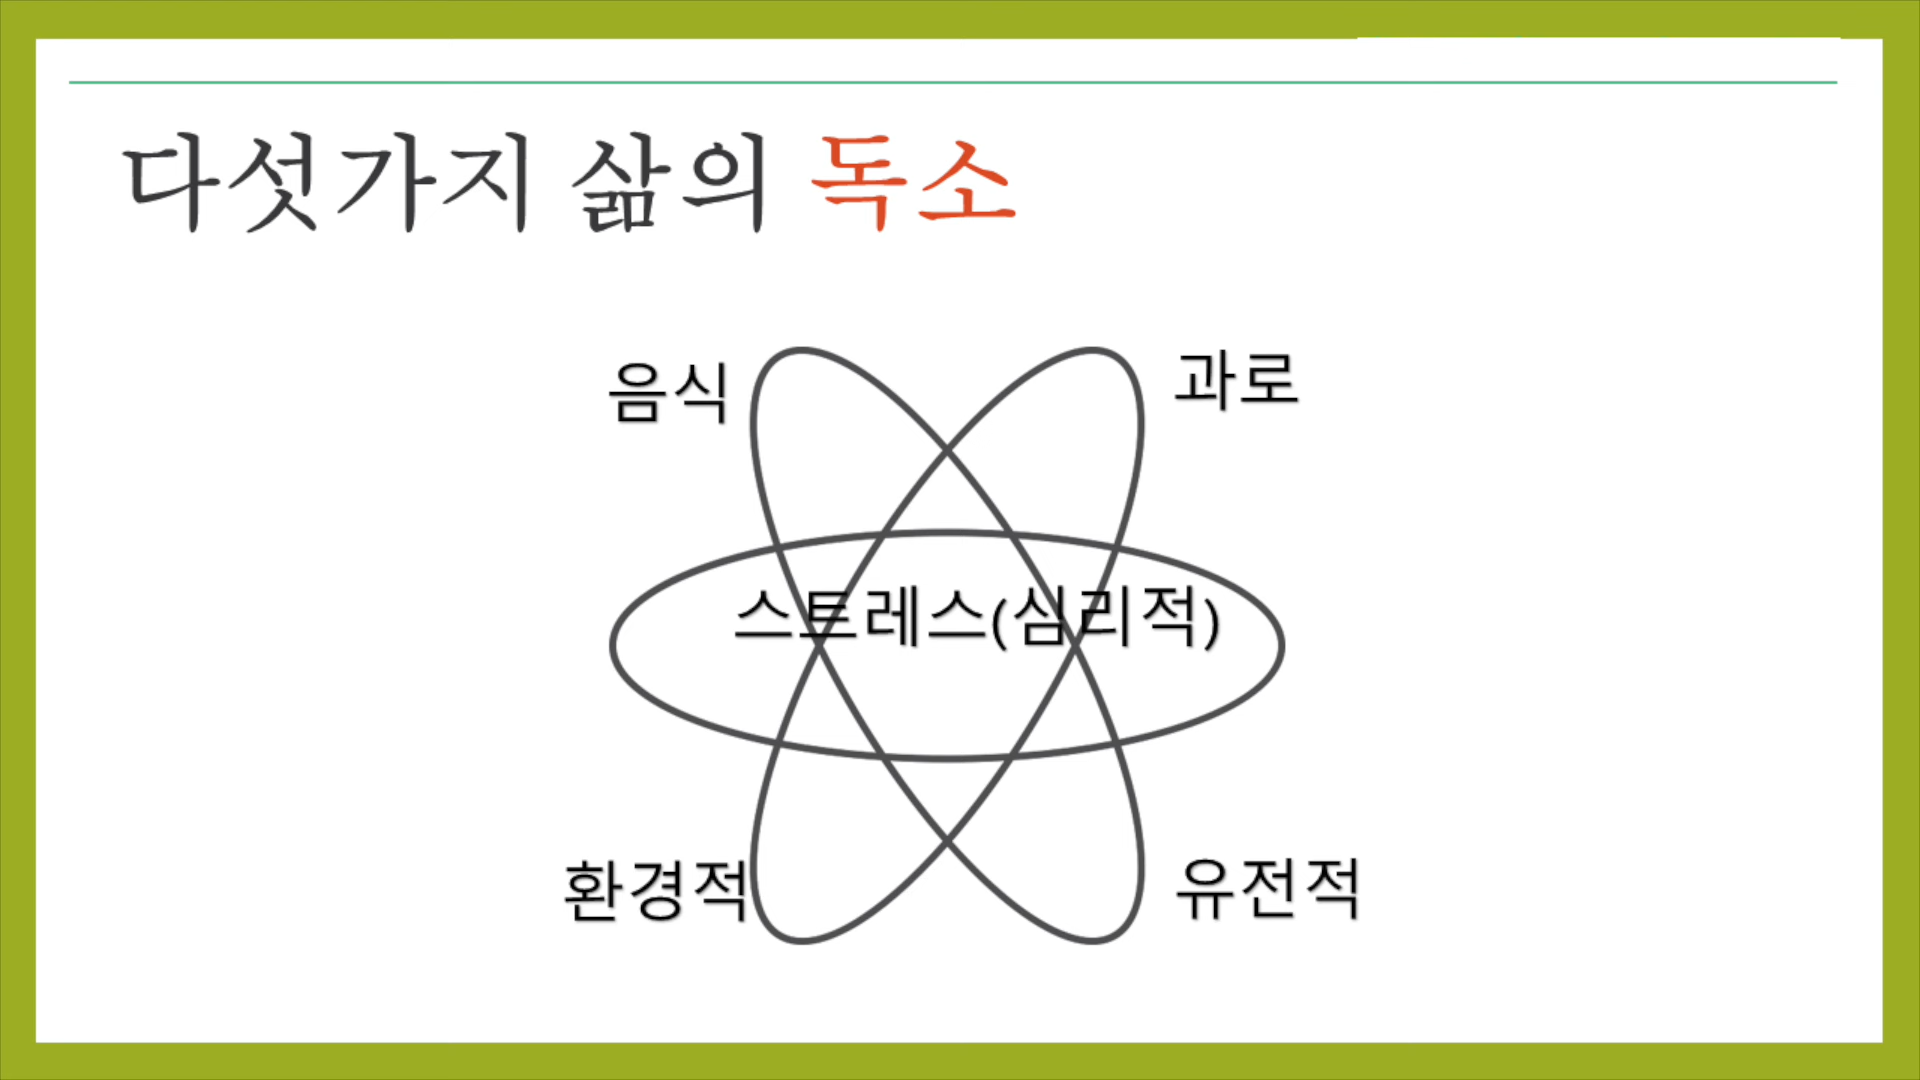 다섯가지 삶의 독소
음식
과로
스트레스(심리적)
환경적
유전적